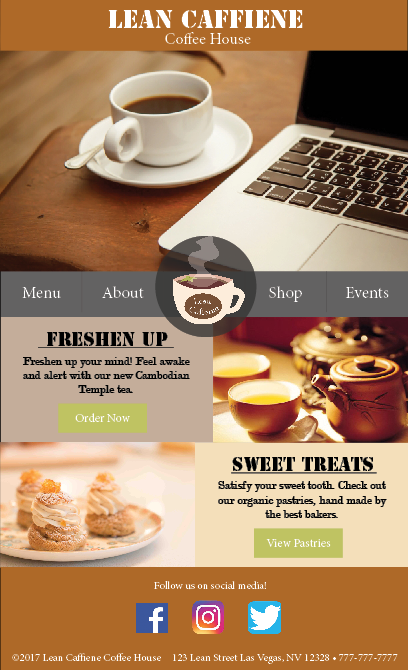 LEAN CAFFIENE
Coffee House
Menu
About
Lean
Caffeine
Shop
Events
FRESHEN UP
Freshen up your mind! Feel awake
and alert with our new Cambodian
Temple tea.
Order Now
SWEET TREATS
Satisfy your sweet tooth. Check out
our organic pastries, hand made by
the best bakers.
View Pastries
Follow us on social media!
©2017 Lean Caffiene Coffee House 123 Lean Street Las Vegas, NV 12328 • 777-777-7777